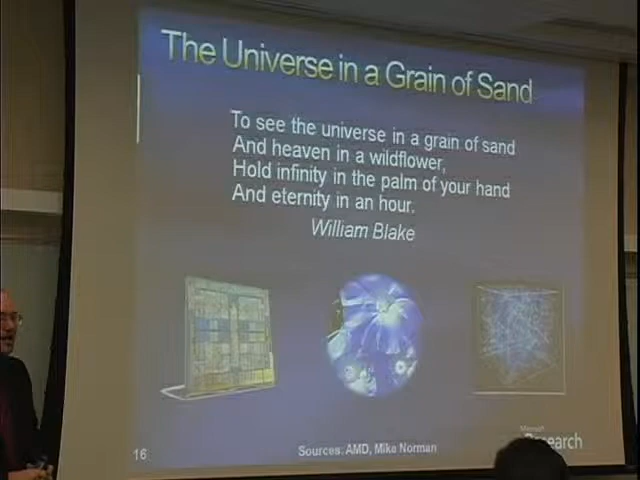 The Universe in a Grain of Sand
To see the universe in a grain of sand
And heaven in a wildflower,
Hold infinity in the palm of your hand
And eternity in an hour.
William Blake
16
Sources: AMD, Mike Norman
Microsoft
Research